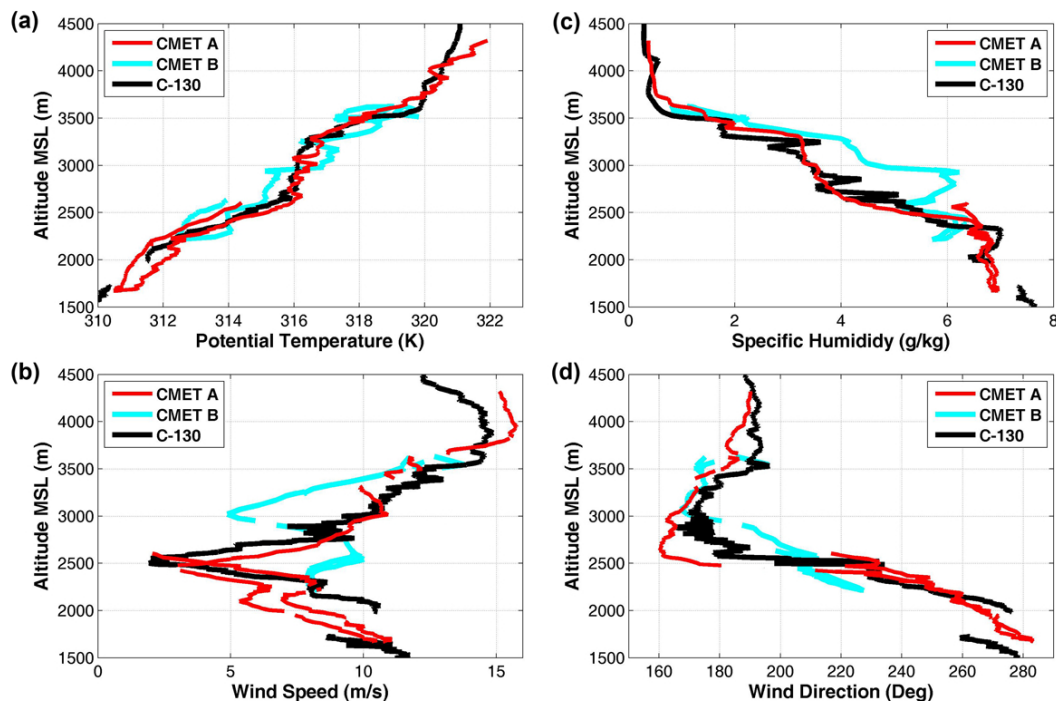 (a)
4500
4000
3500
3000
2500
2000
1500
Altitude MSL (m)
CMET A
CMET B
C-130
310 312 314 316 318 320 322
Potential Temperature (K)
(c)
4500
4000
3500
3000
2500
2000
1500
Altitude MSL (m)
CMET A
CMET B
C-130
0 2 4 6 8
Specific Humididy (g/kg)
(b)
4500
4000
3500
3000
2500
2000
1500
Altitude MSL (m)
CMET A
CMET B
C-130
0 5 10 15
Wind Speed (m/s)
(d)
4500
4000
3500
3000
2500
2000
1500
Altitude MSL (m)
CMET A
CMET B
C-130
160 180 200 220 240 260 280
Wind Direction (Deg)